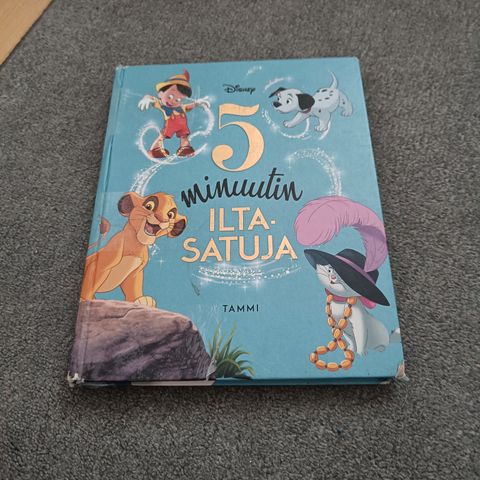 Disney
5
minuutin
ILTA-
SATUJA
TAMMI